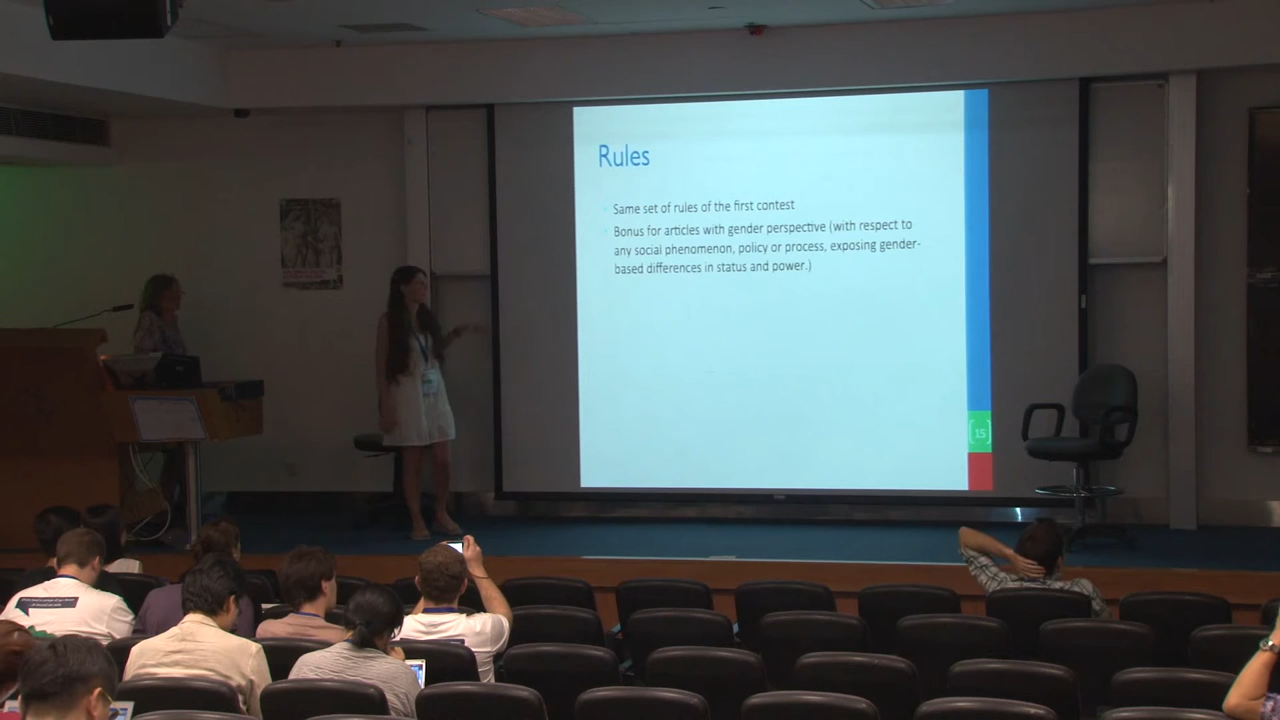 Rules
Same set of rules of the first contest
Bonus for articles with gender perspective (with respect to
any social phenomenon, policy or process, exposing gender-
based differences in status and power.)
15